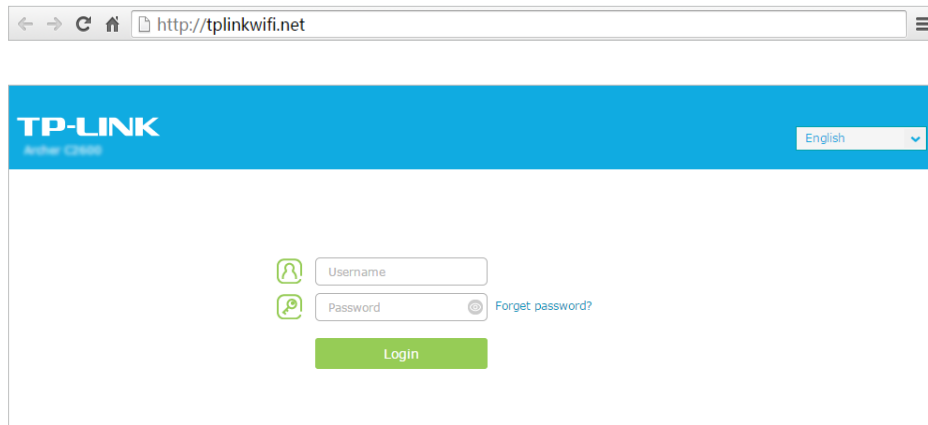 http://tplinkwifi.net
TP-LINK
Archer C2600
English
Username
Password
Forget password?
Login